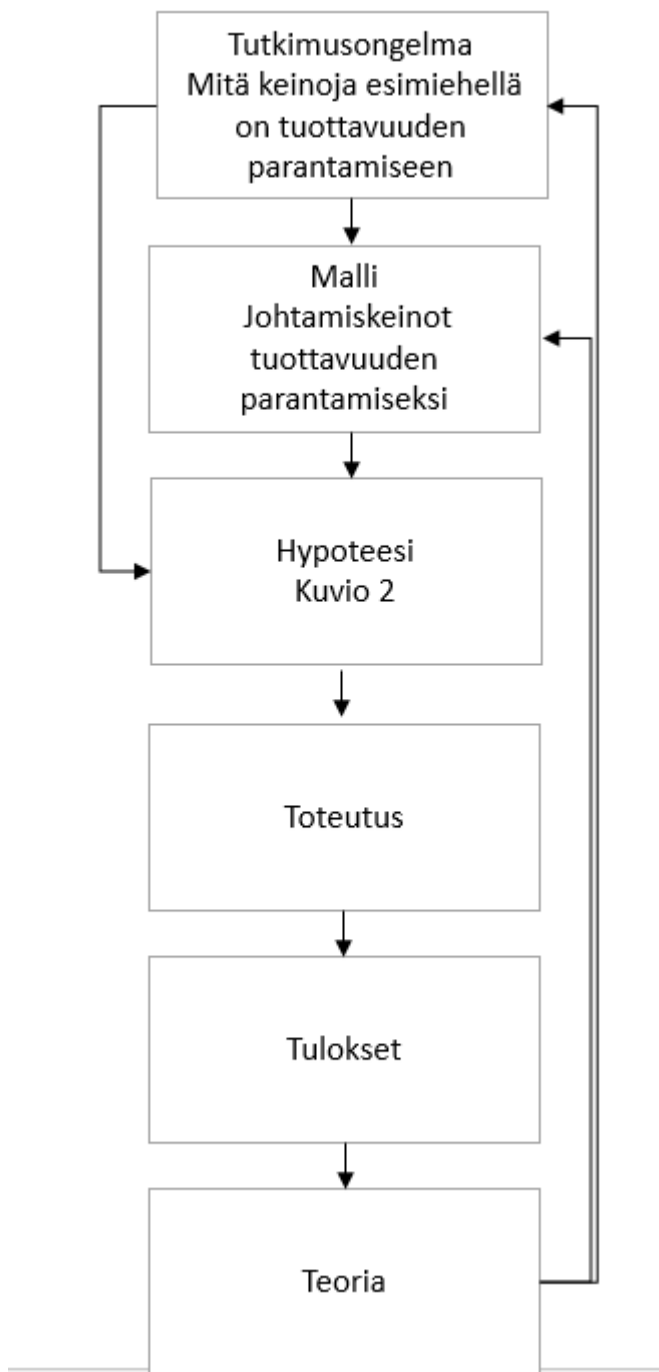 Tutkimusongelma
Mitä keinoja esimiehellä
on tuottavuuden
parantamiseen
Malli
Johtamiskeinot
tuottavuuden
parantamiseksi
Hypoteesi
Kuvio 2
Toteutus
Tulokset
Teoria